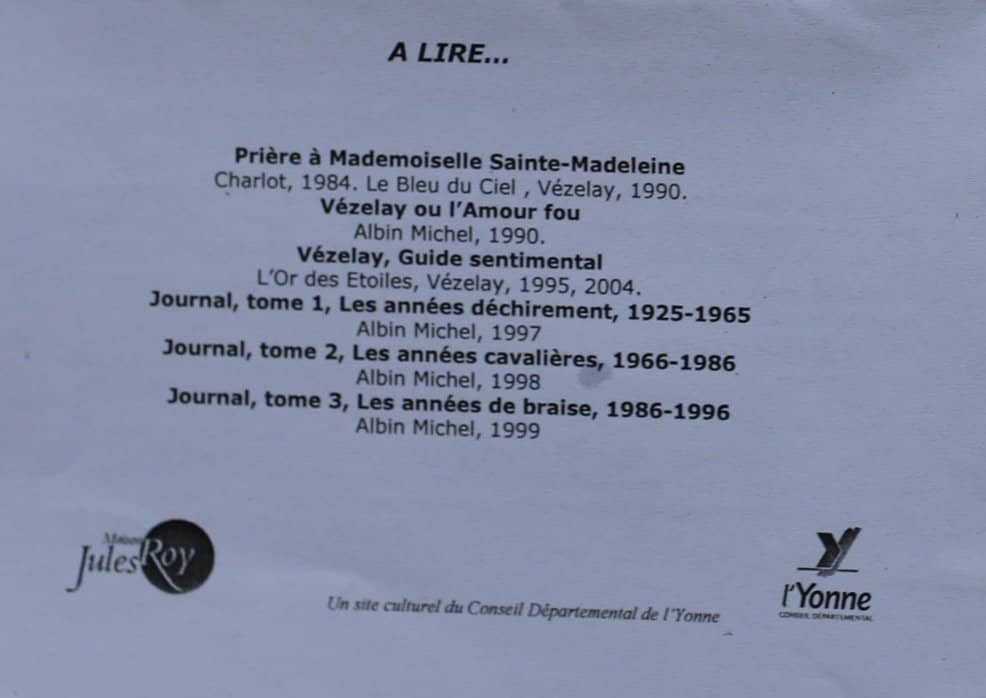 A LIRE...
Prière à Mademoiselle Sainte-Madeleine
Charlot, 1984. Le Bleu du Ciel , Vézelay, 1990.
Vézelay ou l'Amour fou
Albin Michel, 1990.
Vézelay, Guide sentimental
L'Or des Etoiles, Vézelay, 1995, 2004.
Journal, tome 1, Les années déchirement, 1925-1965
Albin Michel, 1997
Journal, tome 2, Les années cavalières, 1966-1986
Albin Michel, 1998
Journal, tome 3, Les années de braise, 1986-1996
Albin Michel, 1999
Maison
Jules Roy
Un site culturel du Conseil Départemental de l'Yonne
l'Yonne
CONSEIL DÉPARTEMENTAL